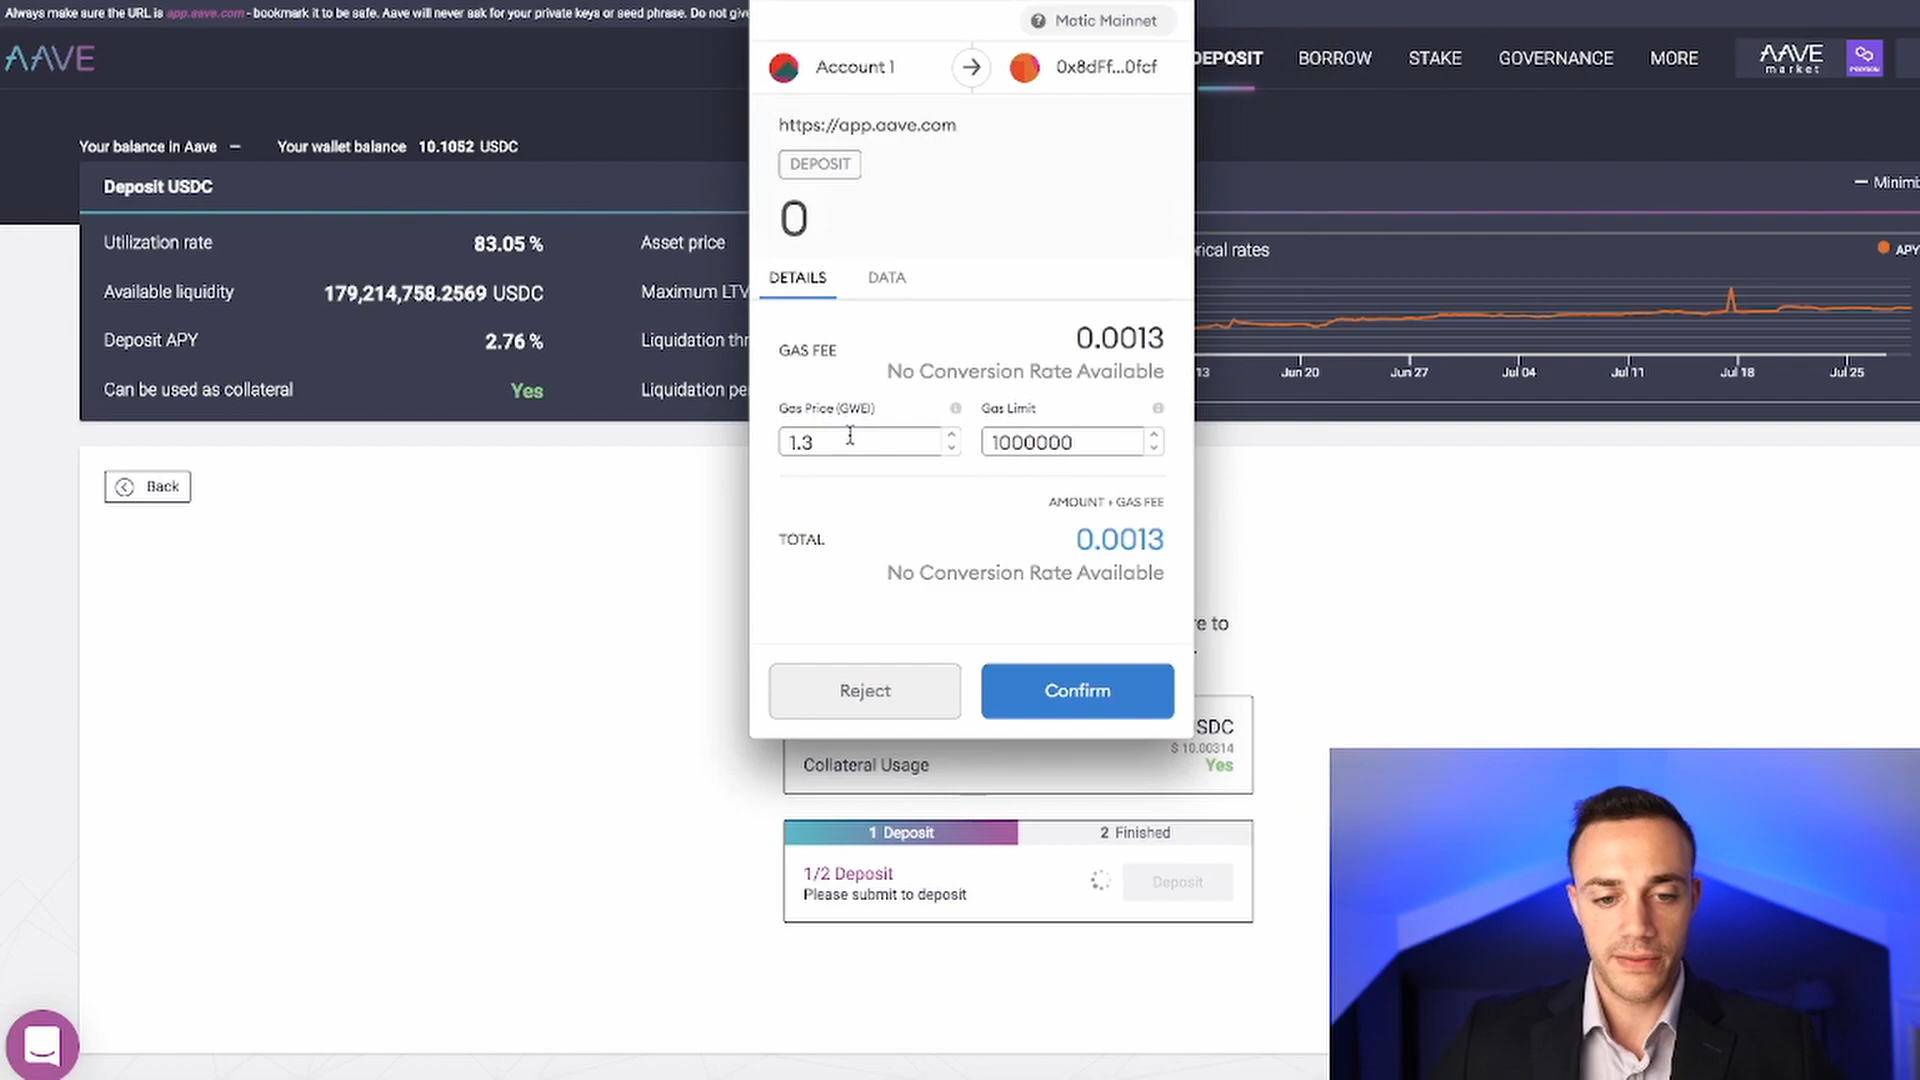 Always make sure the URL is app.aave.com - bookmark it to be safe. Aave will never ask for your private keys or seed phrase. Do not
AAVE
DEPOSIT
BORROW
STAKE
GOVERNANCE
MORE
AAVE
market
POLYGON
Your balance in Aave –
Your wallet balance 10.1052 USDC
Deposit USDC
Minimi
Utilization rate 83.05 %
Available liquidity 179,214,758.2569 USDC
Deposit APY 2.76 %
Can be used as collateral Yes
Asset price
Maximum LTV
Liquidation thr
Liquidation pe
rical rates
APY
13
Jun 20
Jun 27
Jul 04
Jul 11
Jul 18
Jul 25
Matic Mainnet
Account 1
0x8dFf...0fcf
https://app.aave.com
DEPOSIT
0
DETAILS
DATA
GAS FEE
0.0013
No Conversion Rate Available
Gas Price (GWEI)
Gas Limit
1.3
1000000
AMOUNT + GAS FEE
TOTAL
0.0013
No Conversion Rate Available
Reject
Confirm
Back
re to
SDC
$ 10.00314
Collateral Usage Yes
1 Deposit
2 Finished
1/2 Deposit
Please submit to deposit
Deposit